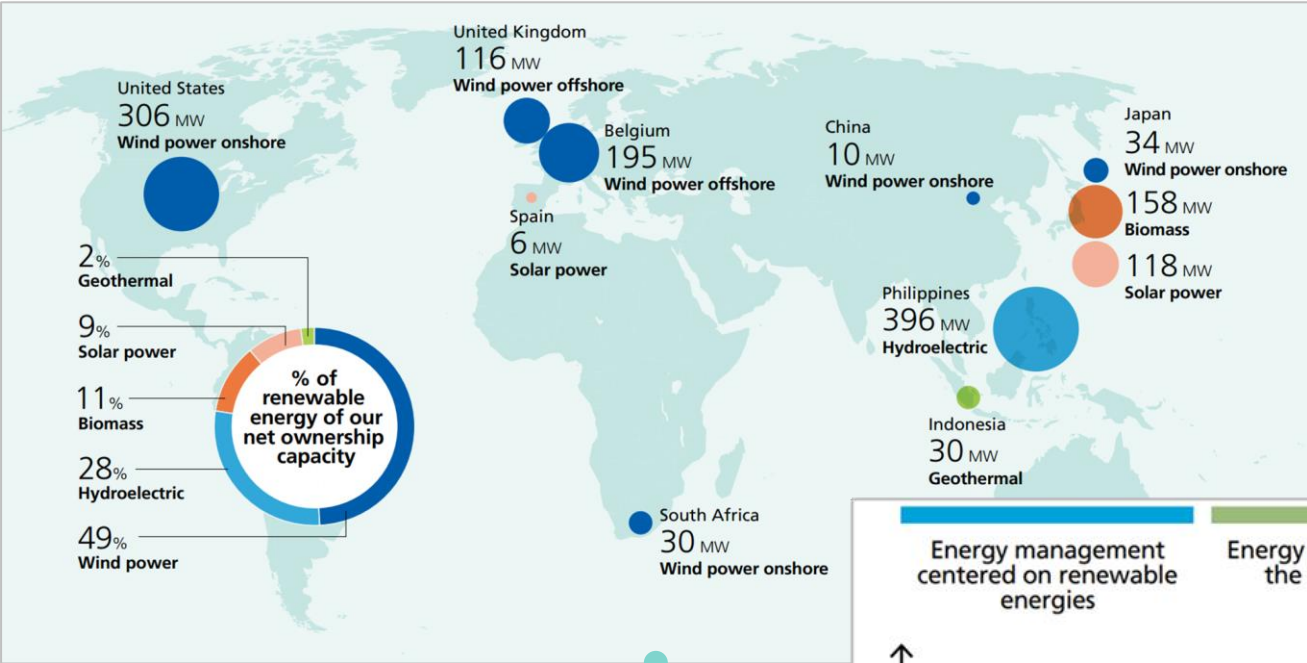 United States
306 MW
Wind power onshore
United Kingdom
116 MW
Wind power offshore
Belgium
195 MW
Wind power offshore
Spain
6 MW
Solar power
China
10 MW
Wind power onshore
Japan
34 MW
Wind power onshore
158 MW
Biomass
118 MW
Solar power
Philippines
396 MW
Hydroelectric
Indonesia
30 MW
Geothermal
South Africa
30 MW
Wind power onshore
2%
Geothermal
9%
Solar power
11%
Biomass
28%
Hydroelectric
49%
Wind power
% of
renewable
energy of our
net ownership
capacity
Energy management
centered on renewable
energies
Energy
the